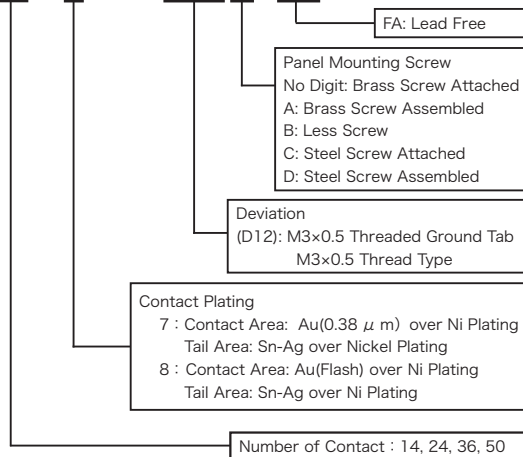 FA: Lead Free
Panel Mounting Screw
No Digit: Brass Screw Attached
A: Brass Screw Assembled
B: Less Screw
C: Steel Screw Attached
D: Steel Screw Assembled
Deviation
(D12): M3×0.5 Threaded Ground Tab
M3×0.5 Thread Type
Contact Plating
7：Contact Area: Au(0.38 μ m）over Ni Plating
Tail Area: Sn-Ag over Nickel Plating
8：Contact Area: Au(Flash) over Ni Plating
Tail Area: Sn-Ag over Ni Plating
Number of Contact：14, 24, 36, 50